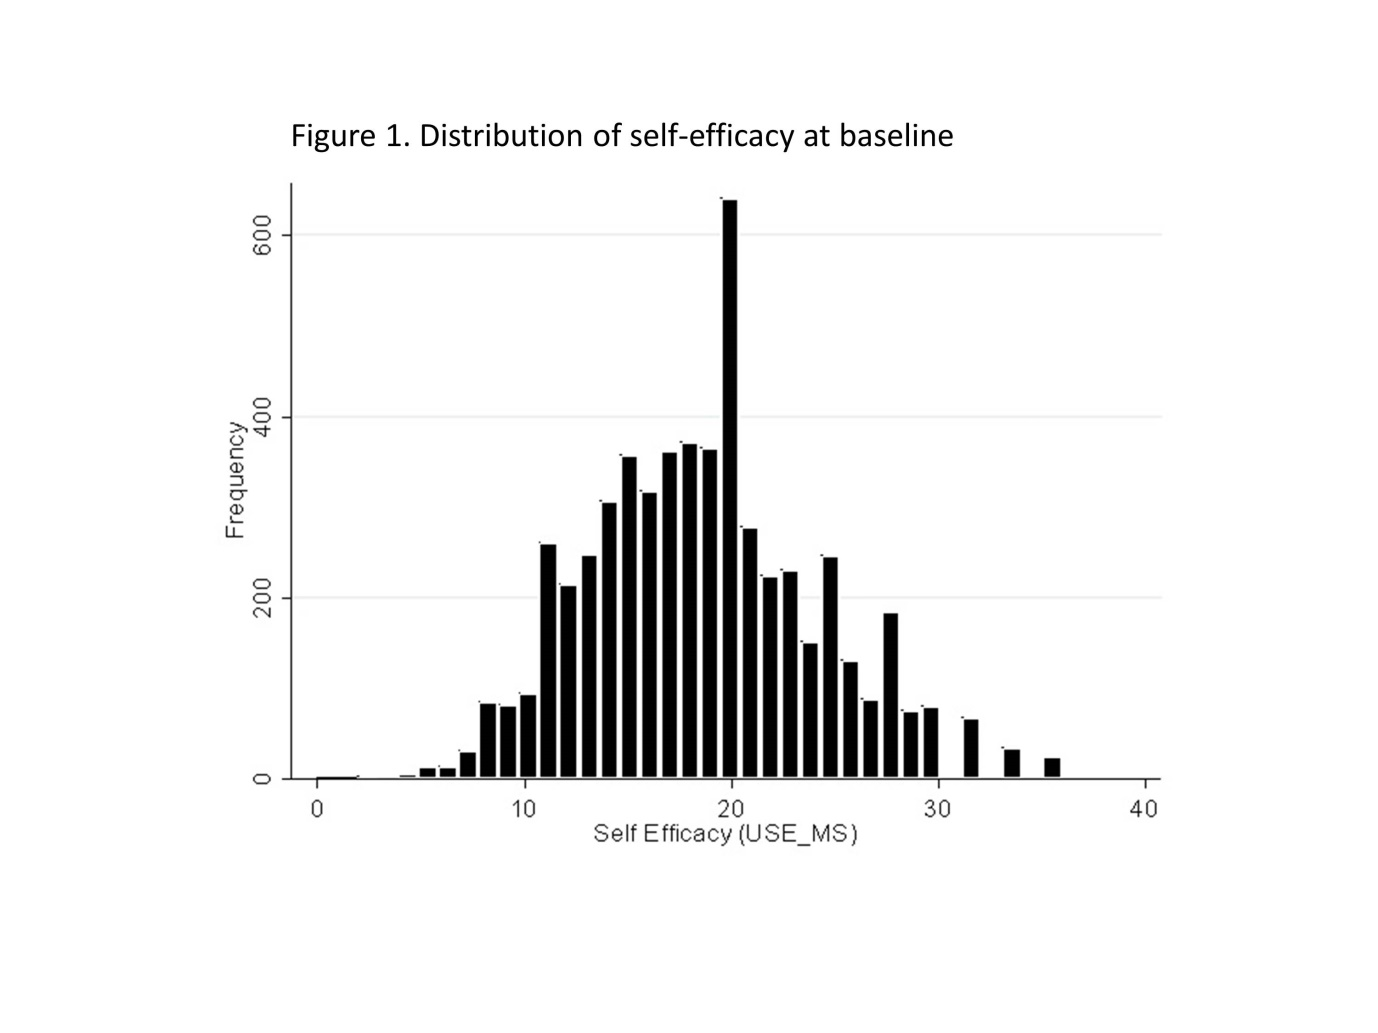 Figure 1. Distribution of self-efficacy at baseline
600
400
200
0
Frequency
0 10 20 30 40
Self Efficacy (USE_MS)